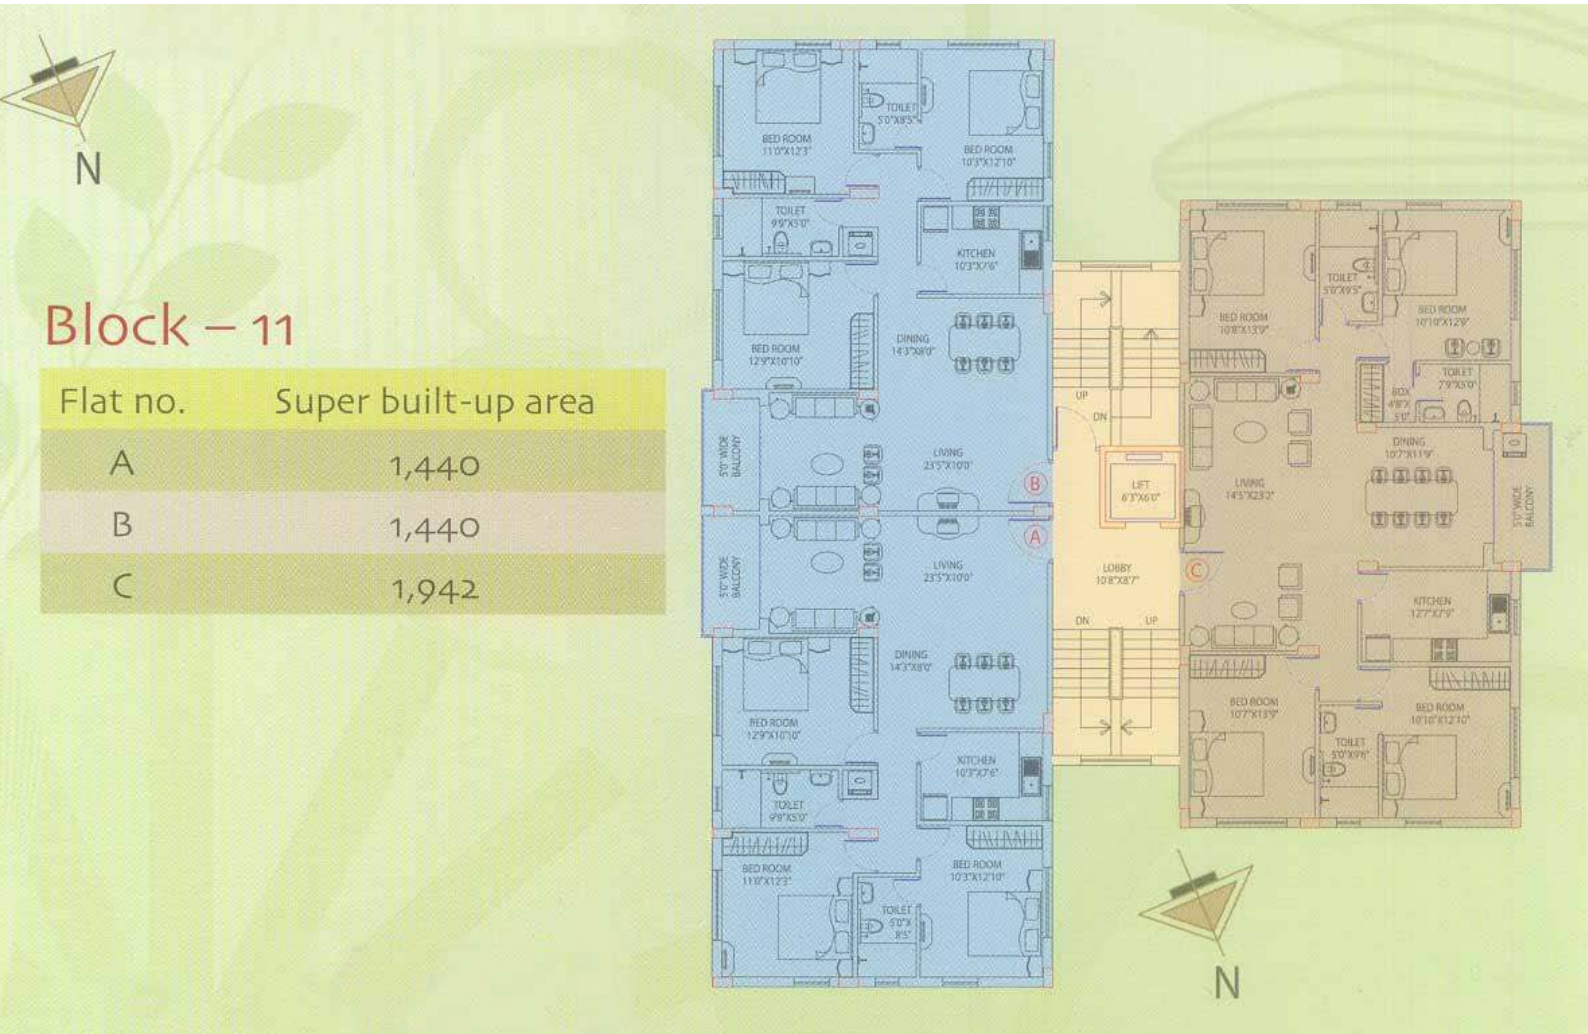 N
Block – 11
Flat no. Super built-up area
A 1,440
B 1,440
C 1,942
BED ROOM
11'0"X12'3"
TOILET
5'0"X8'5"
BED ROOM
10'3"X12'10"
TOILET
9'9"X5'0"
KITCHEN
10'3"X7'6"
BED ROOM
12'9"X10'10"
DINING
14'3"X8'0"
5'0" WIDE
BALCONY
LIVING
23'5"X10'0"
B
A
5'0" WIDE
BALCONY
LIVING
23'5"X10'0"
DINING
14'3"X8'0"
BED ROOM
12'9"X10'10"
KITCHEN
10'3"X7'6"
TOILET
9'9"X5'0"
BED ROOM
11'0"X12'3"
TOILET
5'0"X
8'5"
BED ROOM
10'3"X12'10"
UP
DN
LIFT
6'3"X6'0"
LOBBY
10'8"X8'7"
DN
UP
BED ROOM
10'8"X13'9"
TOILET
5'0"X9'5"
BED ROOM
10'10"X12'9"
TOILET
7'9"X5'0"
BOX
4'8"X
5'0"
DINING
10'7"X11'9"
LIVING
14'5"X23'2"
5'0" WIDE
BALCONY
C
KITCHEN
12'7"X7'9"
BED ROOM
10'7"X13'9"
TOILET
5'0"X9'6"
BED ROOM
10'10"X12'10"
N